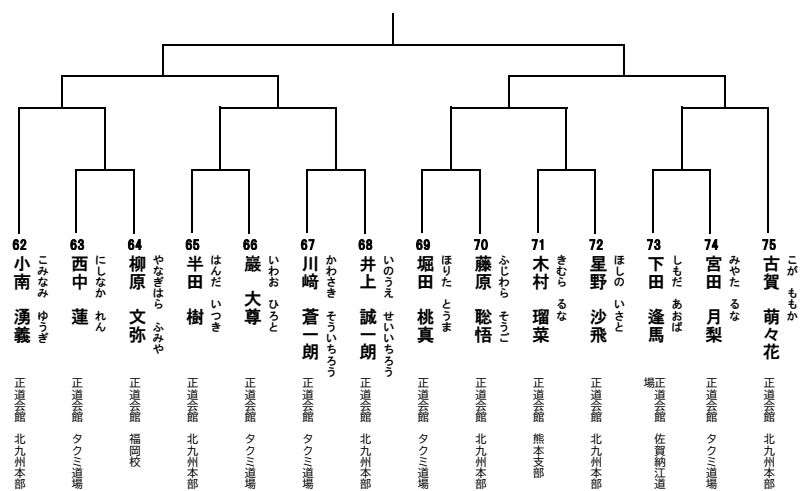 62
小南 湧義
こみなみ ゆうぎ
正道会館 北九州本部
63
西中 蓮
にしなか れん
正道会館 タクミ道場
64
柳原 文弥
やなぎはら ふみや
正道会館 福岡校
65
半田 樹
はんだ いつき
正道会館 北九州本部
66
巌 大尊
いわお ひろと
正道会館 タクミ道場
67
川﨑 蒼一朗
かわさき そういちろう
正道会館 タクミ道場
68
井上 誠一朗
いのうえ せいいちろう
正道会館 北九州本部
69
堀田 桃真
ほりた とうま
正道会館 タクミ道場
70
藤原 聡悟
ふじわら そうご
正道会館 北九州本部
71
木村 瑠菜
きむら るな
正道会館 熊本支部
72
星野 沙飛
ほしの いさと
正道会館 北九州本部
73
下田 逢馬
しもだ あおば
正道会館 佐賀納江道
場
74
宮田 月梨
みやた るな
正道会館 タクミ道場
75
古賀 萌々花
こが ももか
正道会館 北九州本部